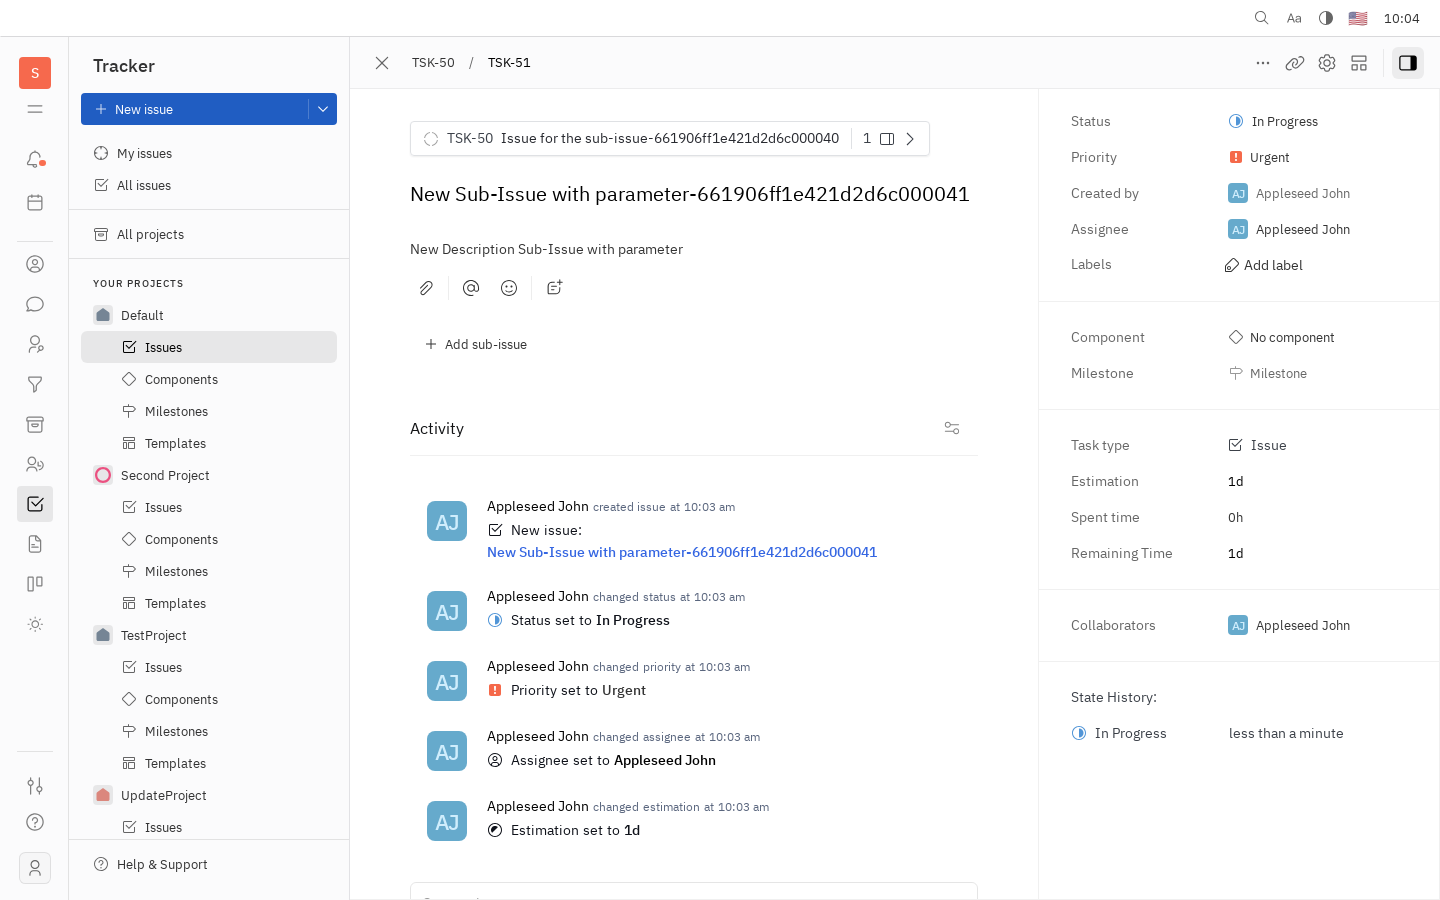 Aa
10:04
S
Tracker
New issue
My issues
All issues
All projects
YOUR PROJECTS
Default
Issues
Components
Milestones
Templates
Second Project
Issues
Components
Milestones
Templates
TestProject
Issues
Components
Milestones
Templates
UpdateProject
Issues
Help & Support
TSK-50 / TSK-51
TSK-50 Issue for the sub-issue-661906ff1e421d2d6c000040 1
New Sub-Issue with parameter-661906ff1e421d2d6c000041
New Description Sub-Issue with parameter
Add sub-issue
Activity
AJ
Appleseed John created issue at 10:03 am
New issue:
New Sub-Issue with parameter-661906ff1e421d2d6c000041
AJ
Appleseed John changed status at 10:03 am
Status set to In Progress
AJ
Appleseed John changed priority at 10:03 am
Priority set to Urgent
AJ
Appleseed John changed assignee at 10:03 am
Assignee set to Appleseed John
AJ
Appleseed John changed estimation at 10:03 am
Estimation set to 1d
Status In Progress
Priority Urgent
Created by AJ Appleseed John
Assignee AJ Appleseed John
Labels Add label
Component No component
Milestone Milestone
Task type Issue
Estimation 1d
Spent time 0h
Remaining Time 1d
Collaborators AJ Appleseed John
State History:
In Progress less than a minute